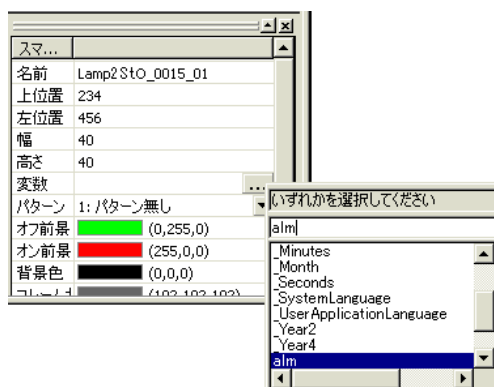 スマ...
名前 Lamp2StO_0015_01
上位置 234
左位置 456
幅 40
高さ 40
変数 ...
パターン 1: パターン無し
オフ前景 (0,255,0)
オン前景 (255,0,0)
背景色 (0,0,0)
いずれかを選択してください
alm
_Minutes
_Month
_Seconds
_SystemLanguage
_UserApplicationLanguage
_Year2
_Year4
alm